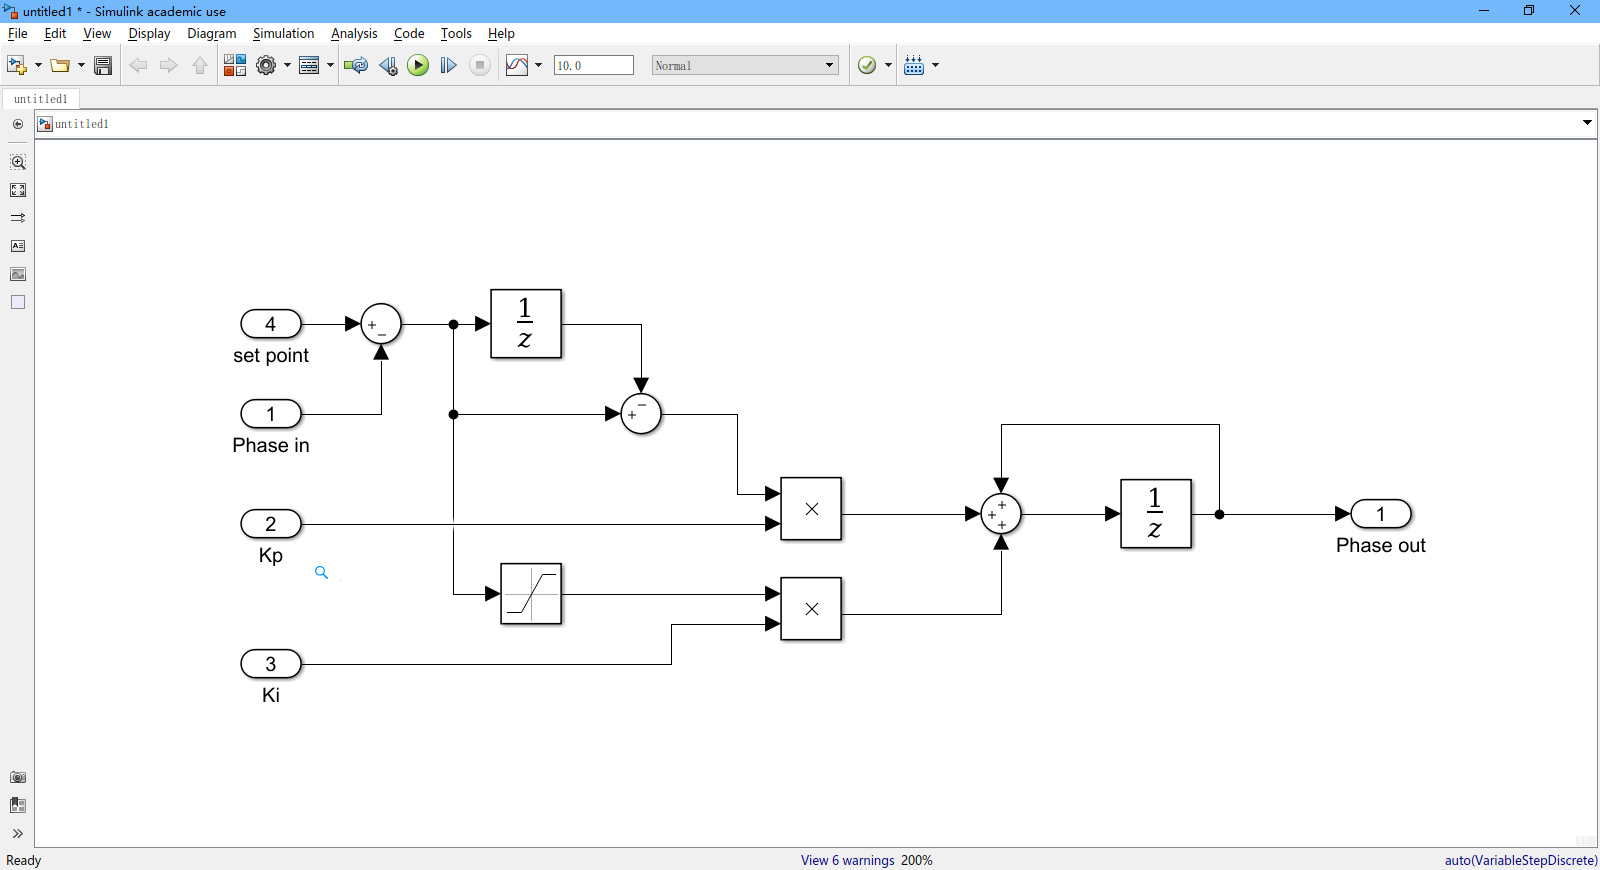 untitled1 * - Simulink academic use
File Edit View Display Diagram Simulation Analysis Code Tools Help
10.0 Normal
untitled1
untitled1
4
set point
+
−
1
z
1
Phase in
−
+
2
Kp
×
+
+
+
1
z
1
Phase out
×
3
Ki
Ready View 6 warnings 200% auto(VariableStepDiscrete)